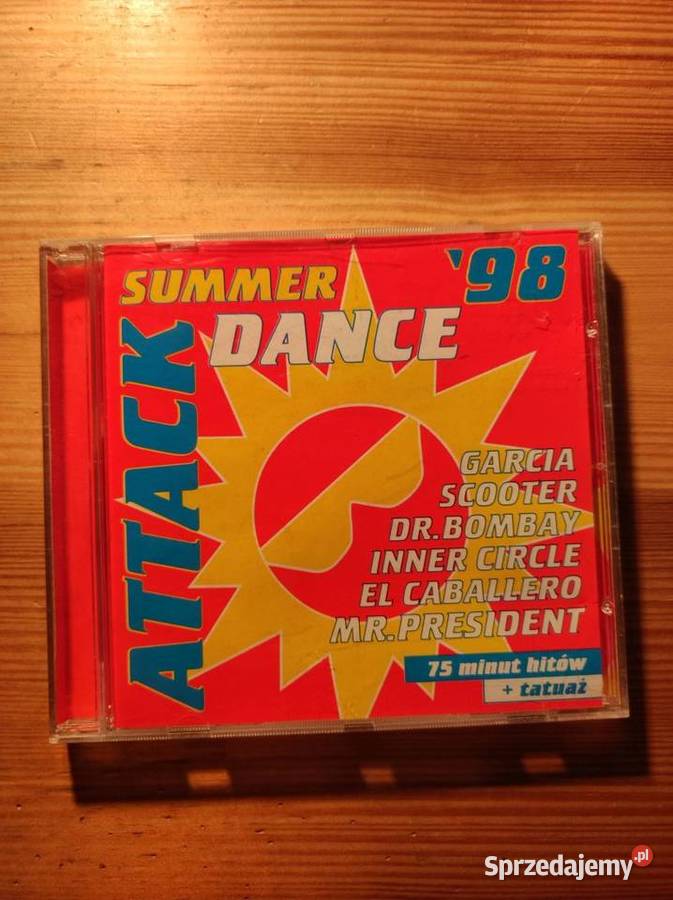 SUMMER '98
DANCE
ATTACK
GARCIA
SCOOTER
DR.BOMBAY
INNER CIRCLE
EL CABALLERO
MR.PRESIDENT
75 minut hitów
+ tatuaż
Sprzedajemy.pl